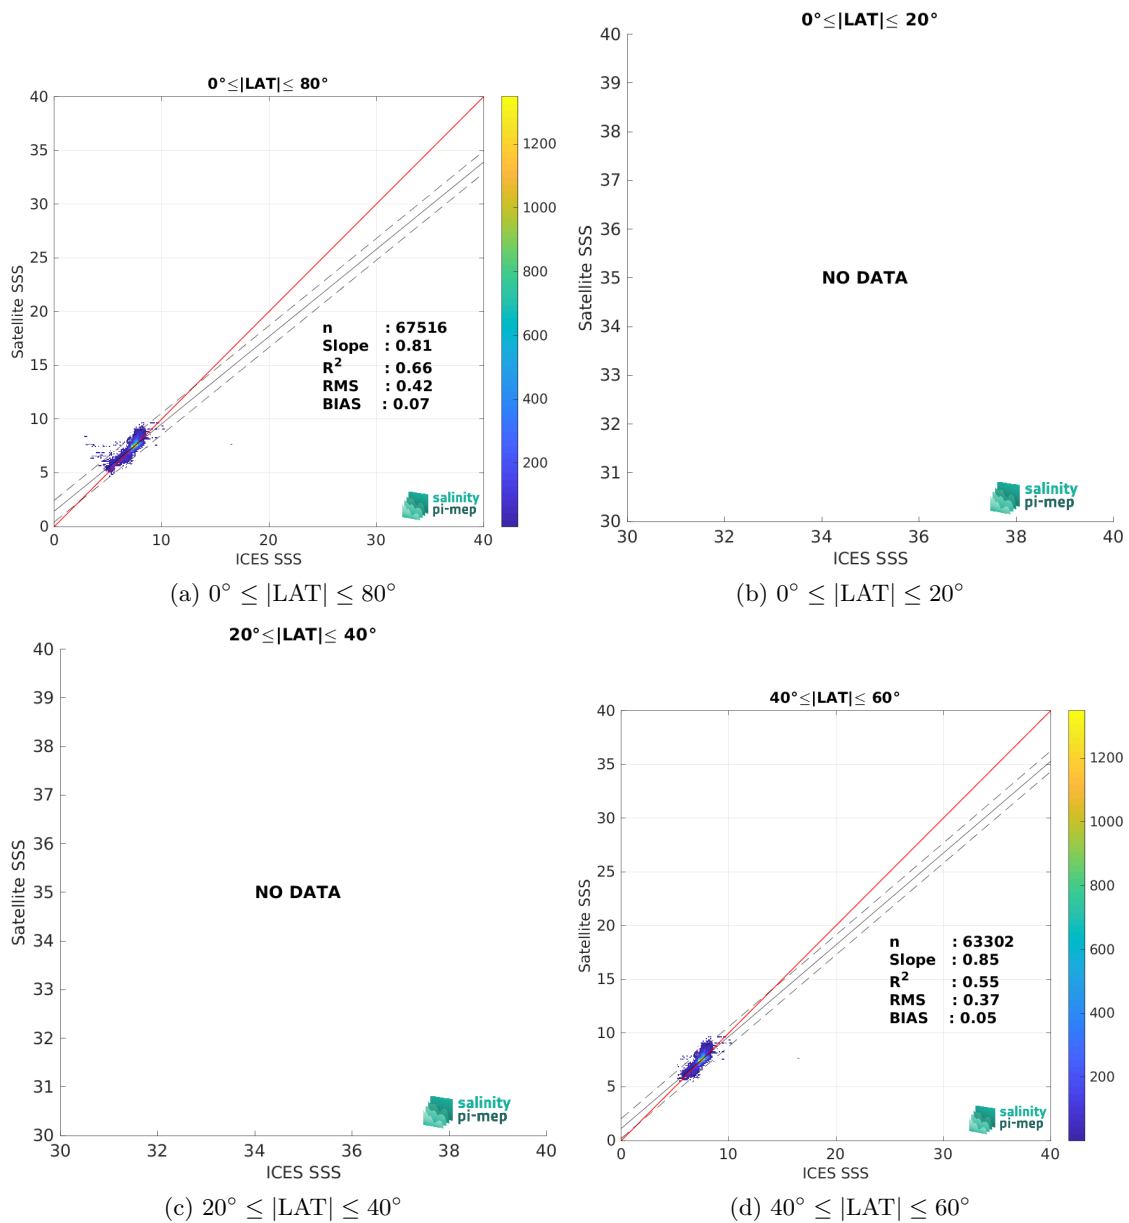 0°≤|LAT|≤ 80°
40
35
30
25
20
15
10
5
0
0
10
20
30
40
Satellite SSS
ICES SSS
n : 67516
Slope : 0.81
R² : 0.66
RMS : 0.42
BIAS : 0.07
salinity
pi-mep
1200
1000
800
600
400
200
(a) 0° ≤ |LAT| ≤ 80°
0°≤|LAT|≤ 20°
40
39
38
37
36
35
34
33
32
31
30
30
32
34
36
38
40
Satellite SSS
ICES SSS
NO DATA
salinity
pi-mep
(b) 0° ≤ |LAT| ≤ 20°
20°≤|LAT|≤ 40°
40
39
38
37
36
35
34
33
32
31
30
30
32
34
36
38
40
Satellite SSS
ICES SSS
NO DATA
salinity
pi-mep
(c) 20° ≤ |LAT| ≤ 40°
40°≤|LAT|≤ 60°
40
35
30
25
20
15
10
5
0
0
10
20
30
40
Satellite SSS
ICES SSS
n : 63302
Slope : 0.85
R² : 0.55
RMS : 0.37
BIAS : 0.05
salinity
pi-mep
1200
1000
800
600
400
200
(d) 40° ≤ |LAT| ≤ 60°